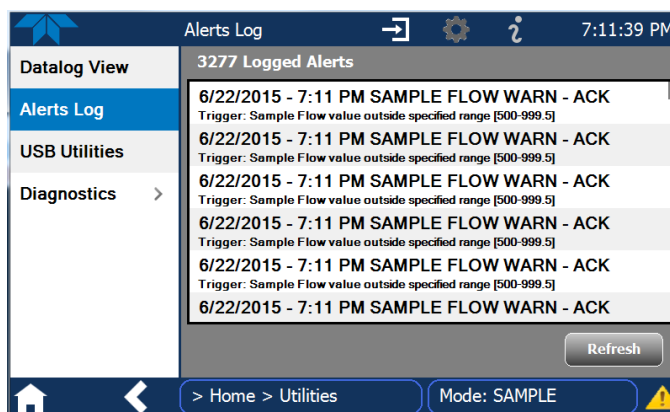 Alerts Log
7:11:39 PM
Datalog View
Alerts Log
USB Utilities
Diagnostics >
3277 Logged Alerts
6/22/2015 - 7:11 PM SAMPLE FLOW WARN - ACK
Trigger: Sample Flow value outside specified range [500-999.5]
6/22/2015 - 7:11 PM SAMPLE FLOW WARN - ACK
Trigger: Sample Flow value outside specified range [500-999.5]
6/22/2015 - 7:11 PM SAMPLE FLOW WARN - ACK
Trigger: Sample Flow value outside specified range [500-999.5]
6/22/2015 - 7:11 PM SAMPLE FLOW WARN - ACK
Trigger: Sample Flow value outside specified range [500-999.5]
6/22/2015 - 7:11 PM SAMPLE FLOW WARN - ACK
Trigger: Sample Flow value outside specified range [500-999.5]
6/22/2015 - 7:11 PM SAMPLE FLOW WARN - ACK
Refresh
> Home > Utilities
Mode: SAMPLE